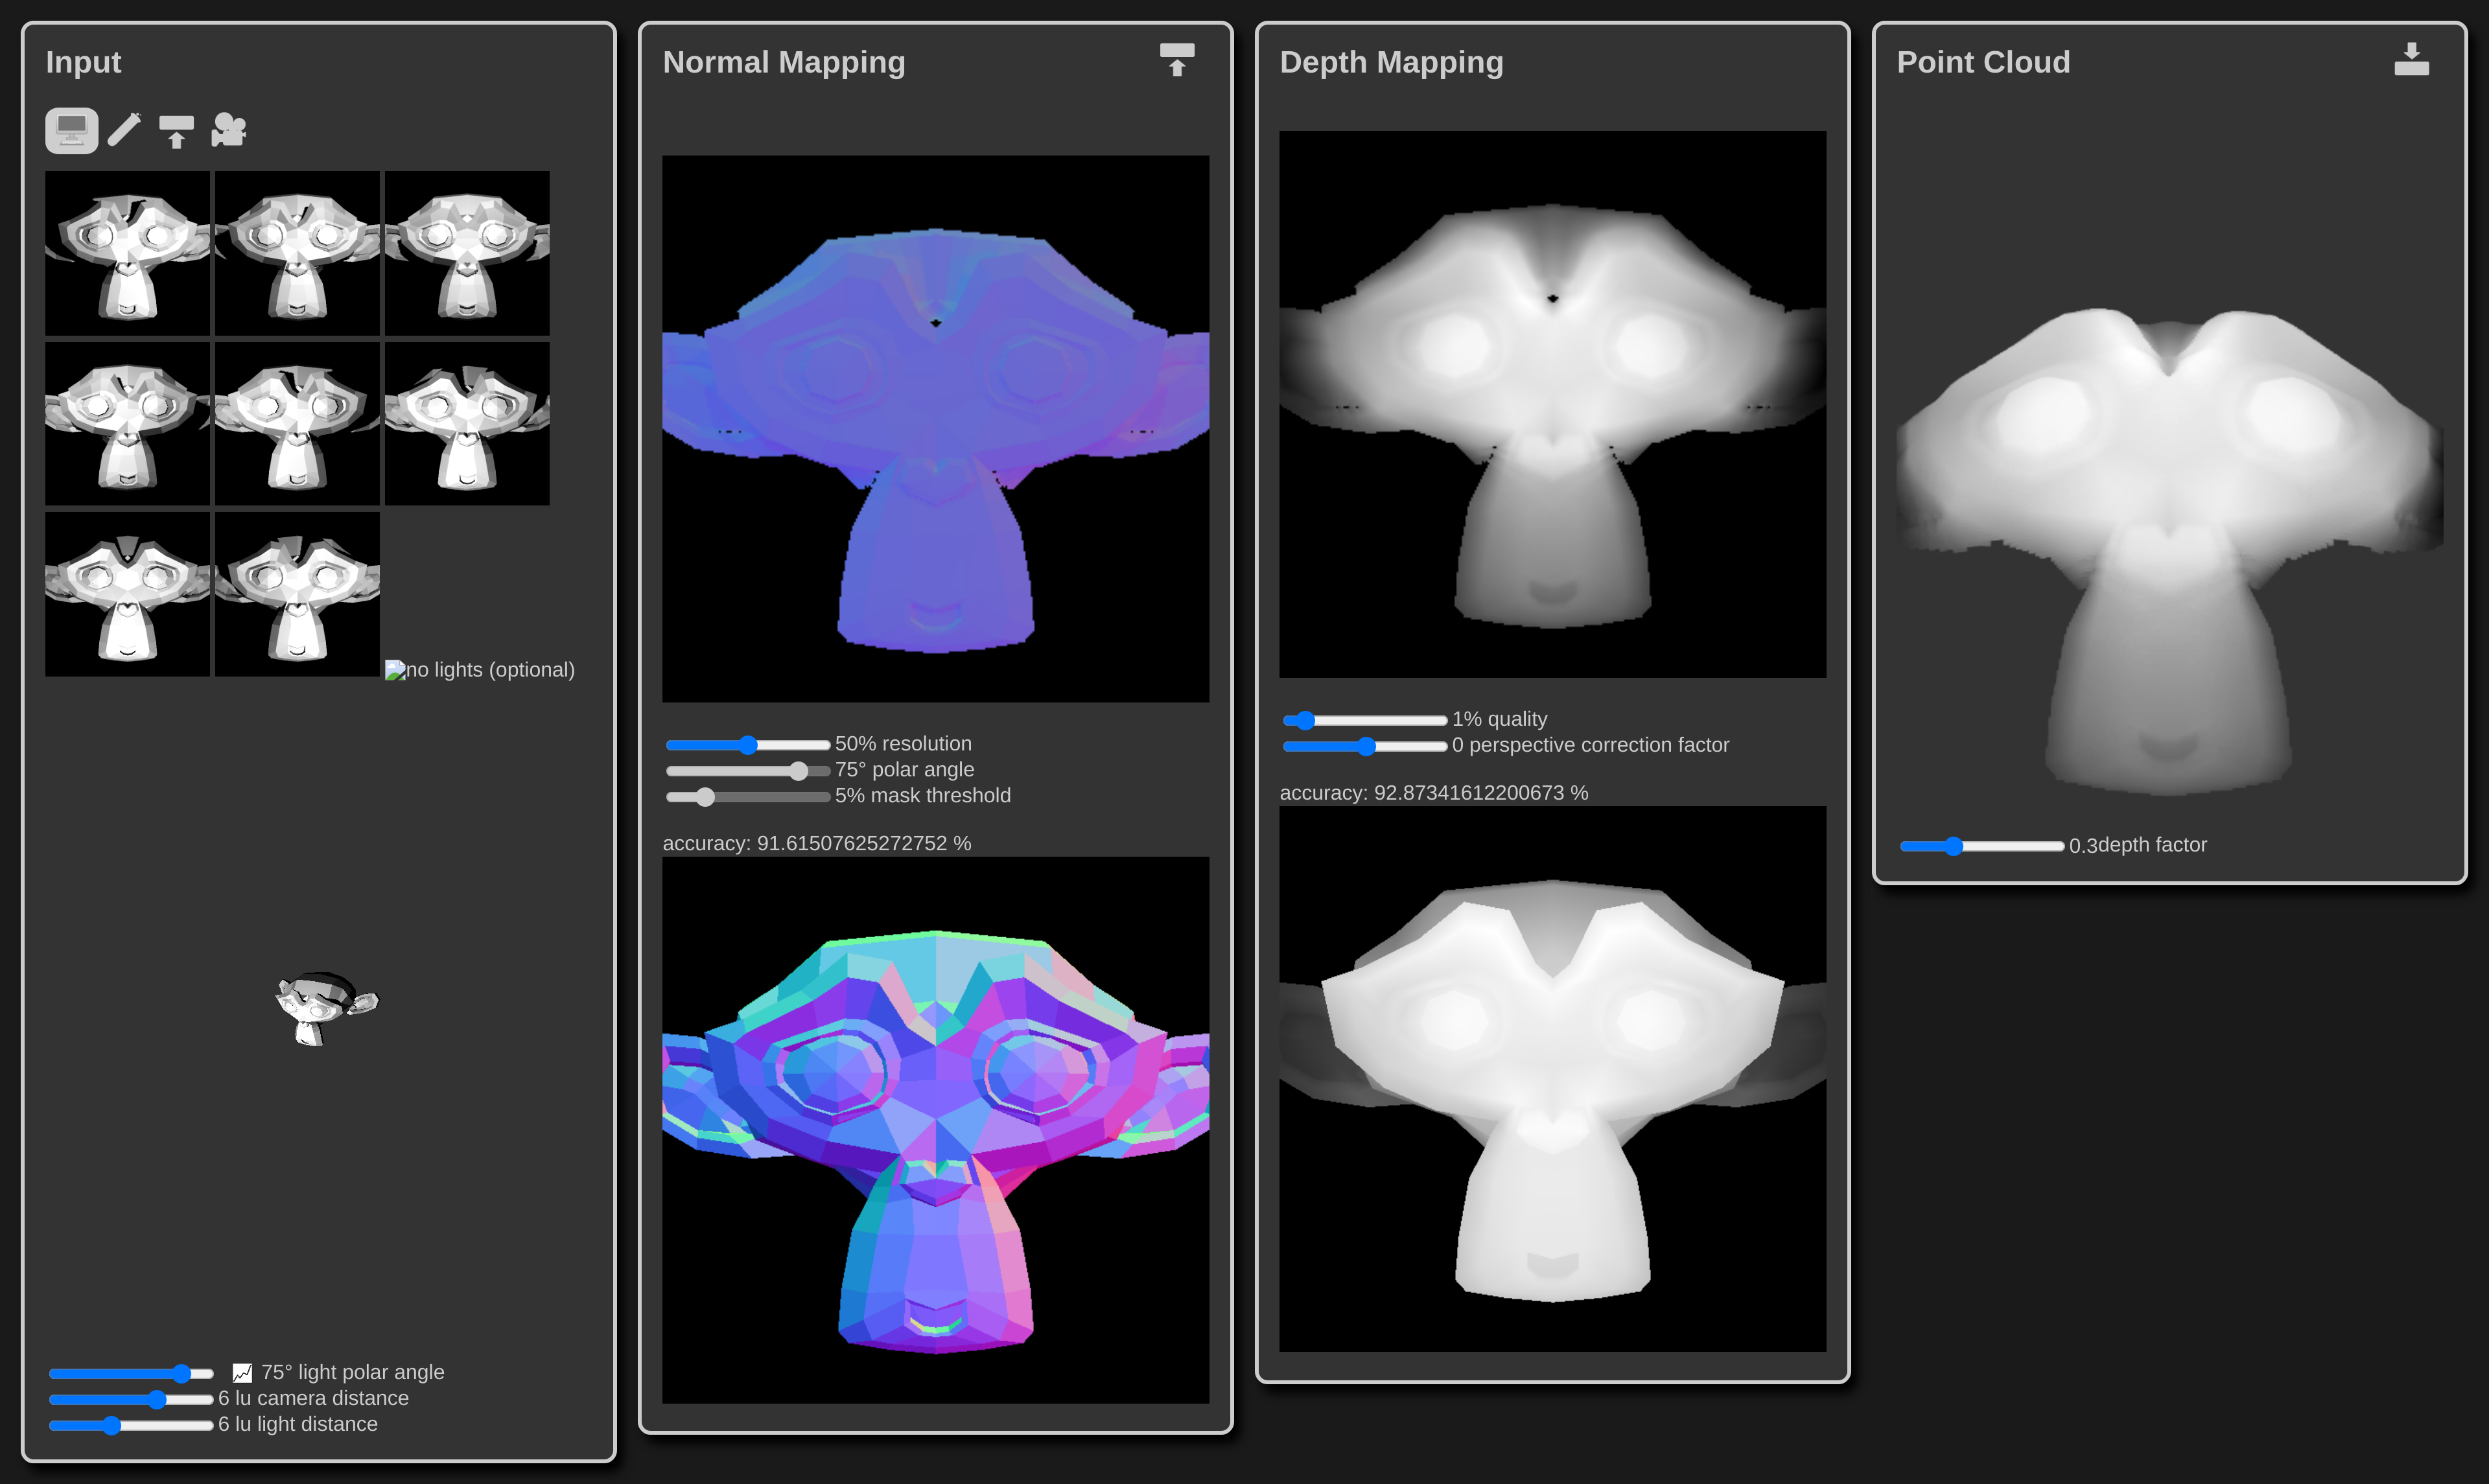 Input
no lights (optional)
75° light polar angle
6 lu camera distance
6 lu light distance
Normal Mapping
50% resolution
75° polar angle
5% mask threshold
accuracy: 91.61507625272752 %
Depth Mapping
1% quality
0 perspective correction factor
accuracy: 92.87341612200673 %
Point Cloud
0.3depth factor